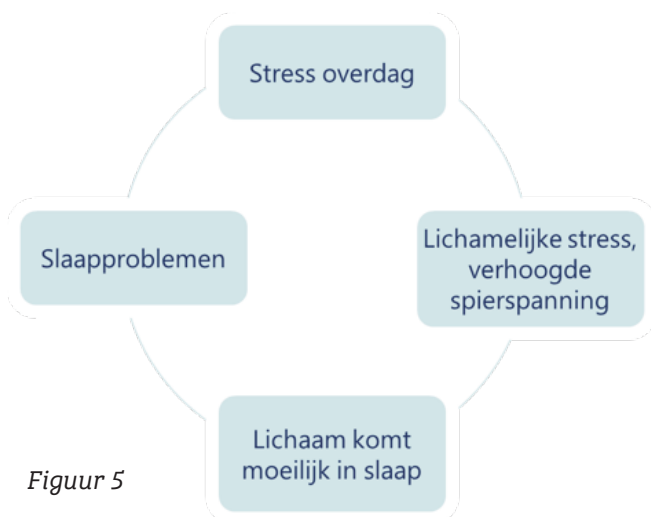 Stress overdag
Lichamelijke stress,
verhoogde
spierspanning
Lichaam komt
moeilijk in slaap
Slaapproblemen
Figuur 5